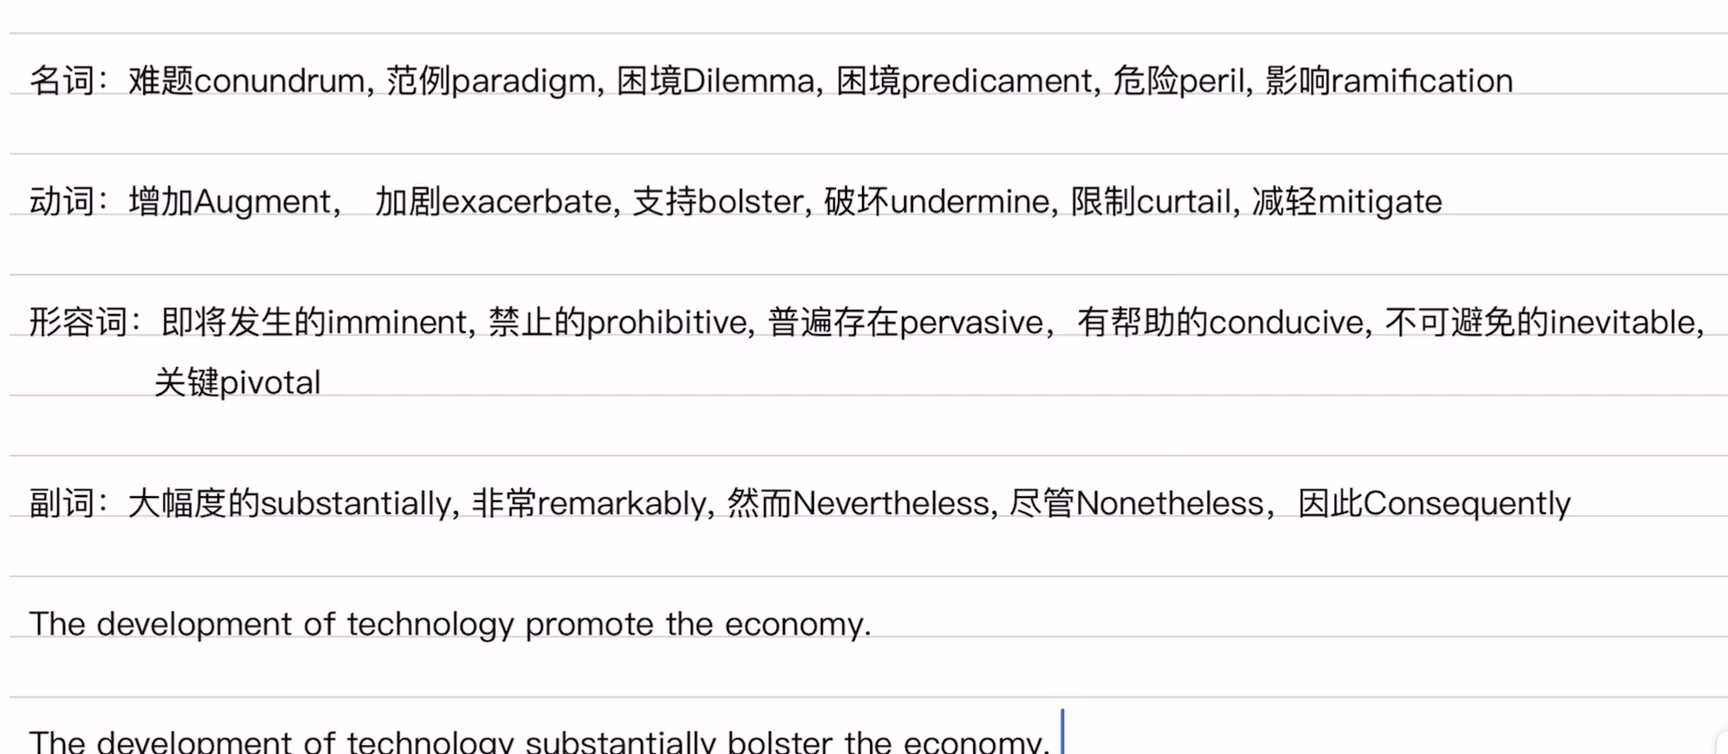 名词：难题conundrum, 范例paradigm, 困境Dilemma, 困境predicament, 危险peril, 影响ramification
动词：增加Augment， 加剧exacerbate, 支持bolster, 破坏undermine, 限制curtail, 减轻mitigate
形容词：即将发生的imminent, 禁止的prohibitive, 普遍存在pervasive，有帮助的conducive, 不可避免的inevitable,
关键pivotal
副词：大幅度的substantially, 非常remarkably, 然而Nevertheless, 尽管Nonetheless，因此Consequently
The development of technology promote the economy.
The development of technology substantially bolster the economy.